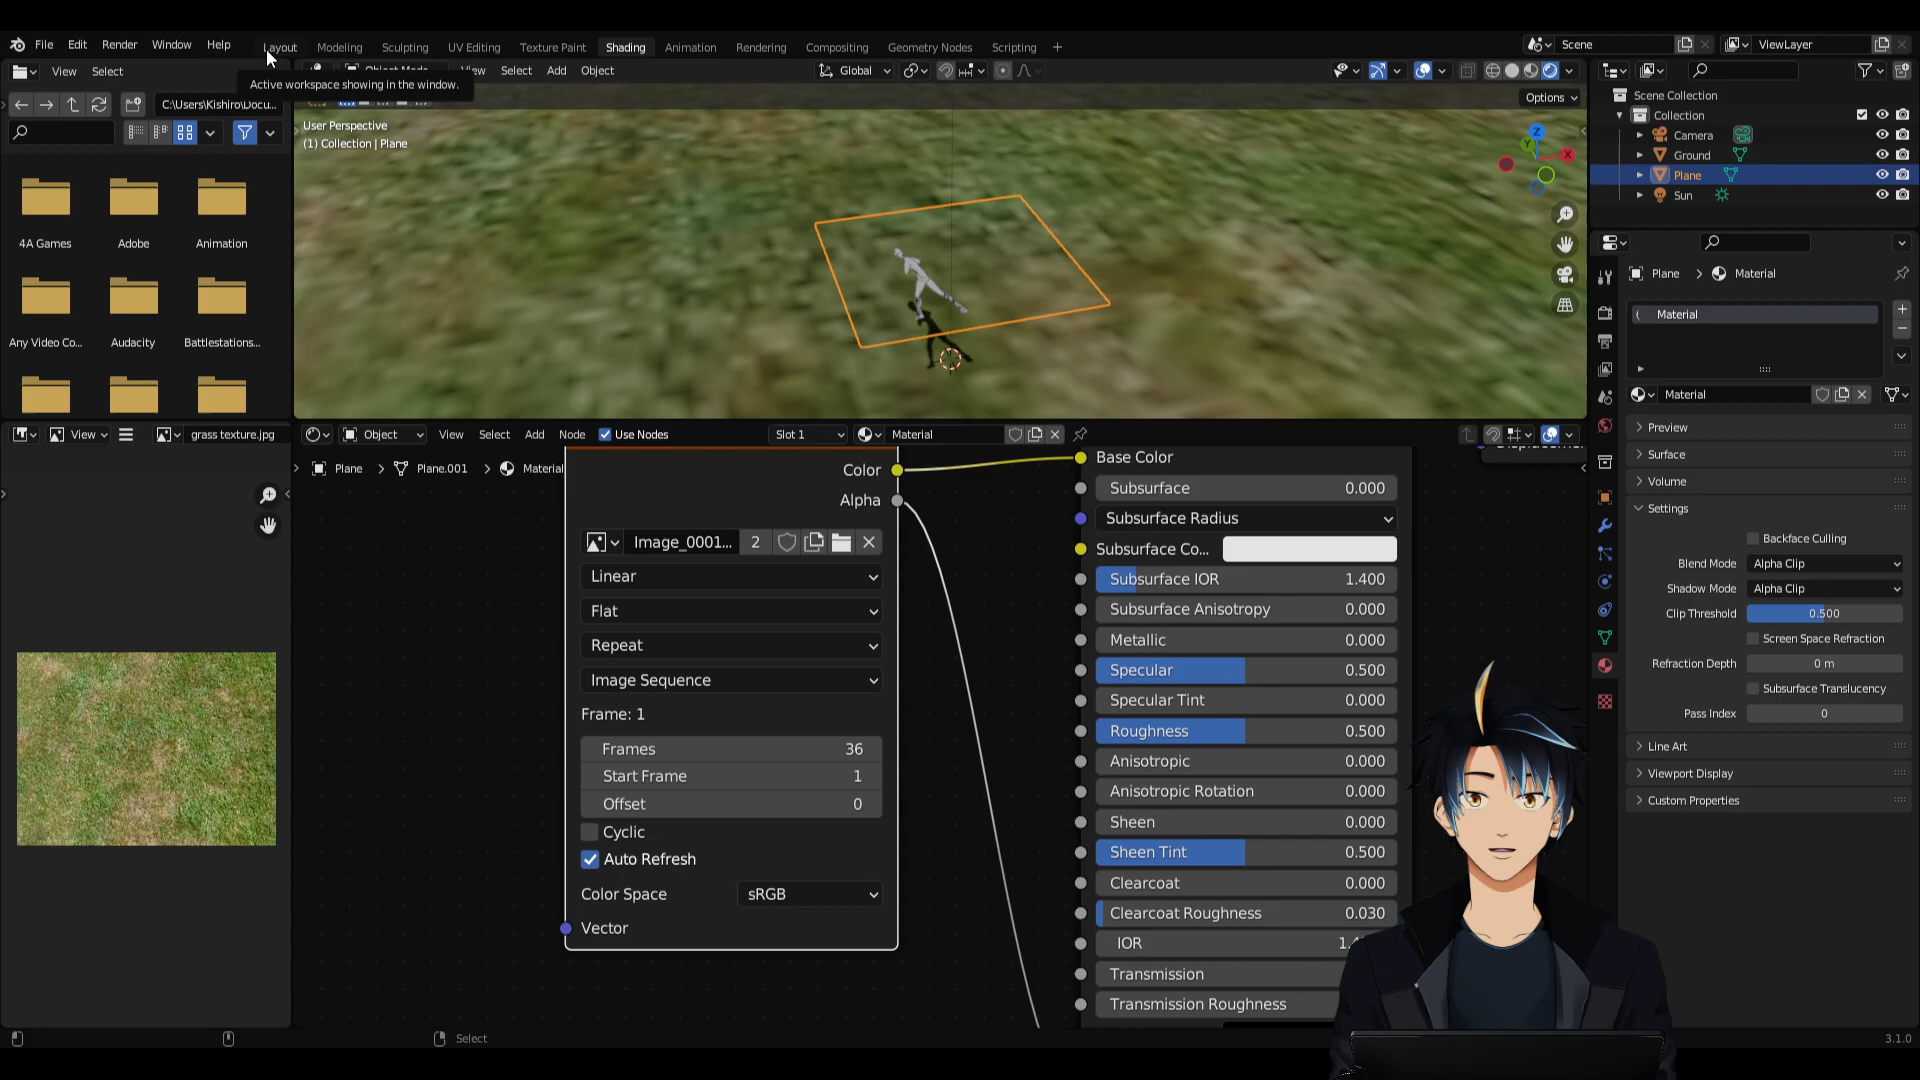 File Edit Render Window Help
Layout Modeling Sculpting UV Editing Texture Paint Shading Animation Rendering Compositing Geometry Nodes Scripting +
Scene
ViewLayer
View Select
Select Add Object
Global
Active workspace showing in the window.
C:\Users\Kishiro\Docu...
Options
User Perspective
(1) Collection | Plane
Z
Y
X
Scene Collection
Collection
Camera
Ground
Plane
Sun
4A Games
Adobe
Animation
Any Video Co...
Audacity
Battlestations...
Plane > Material
Material
Material
Preview
Surface
Volume
Settings
Backface Culling
Blend Mode Alpha Clip
Shadow Mode Alpha Clip
Clip Threshold 0.500
Screen Space Refraction
Refraction Depth 0 m
Subsurface Translucency
Pass Index 0
Line Art
Viewport Display
Custom Properties
View
grass texture.jpg
Object View Select Add Node Use Nodes
Slot 1
Material
Plane > Plane.001 > Material
Color
Alpha
Image_0001...
2
Linear
Flat
Repeat
Image Sequence
Frame: 1
Frames 36
Start Frame 1
Offset 0
Cyclic
Auto Refresh
Color Space sRGB
Vector
Base Color
Subsurface 0.000
Subsurface Radius
Subsurface Co...
Subsurface IOR 1.400
Subsurface Anisotropy 0.000
Metallic 0.000
Specular 0.500
Specular Tint 0.000
Roughness 0.500
Anisotropic 0.000
Anisotropic Rotation 0.000
Sheen 0.000
Sheen Tint 0.500
Clearcoat 0.000
Clearcoat Roughness 0.030
IOR
Transmission
Transmission Roughness
Select
3.1.0